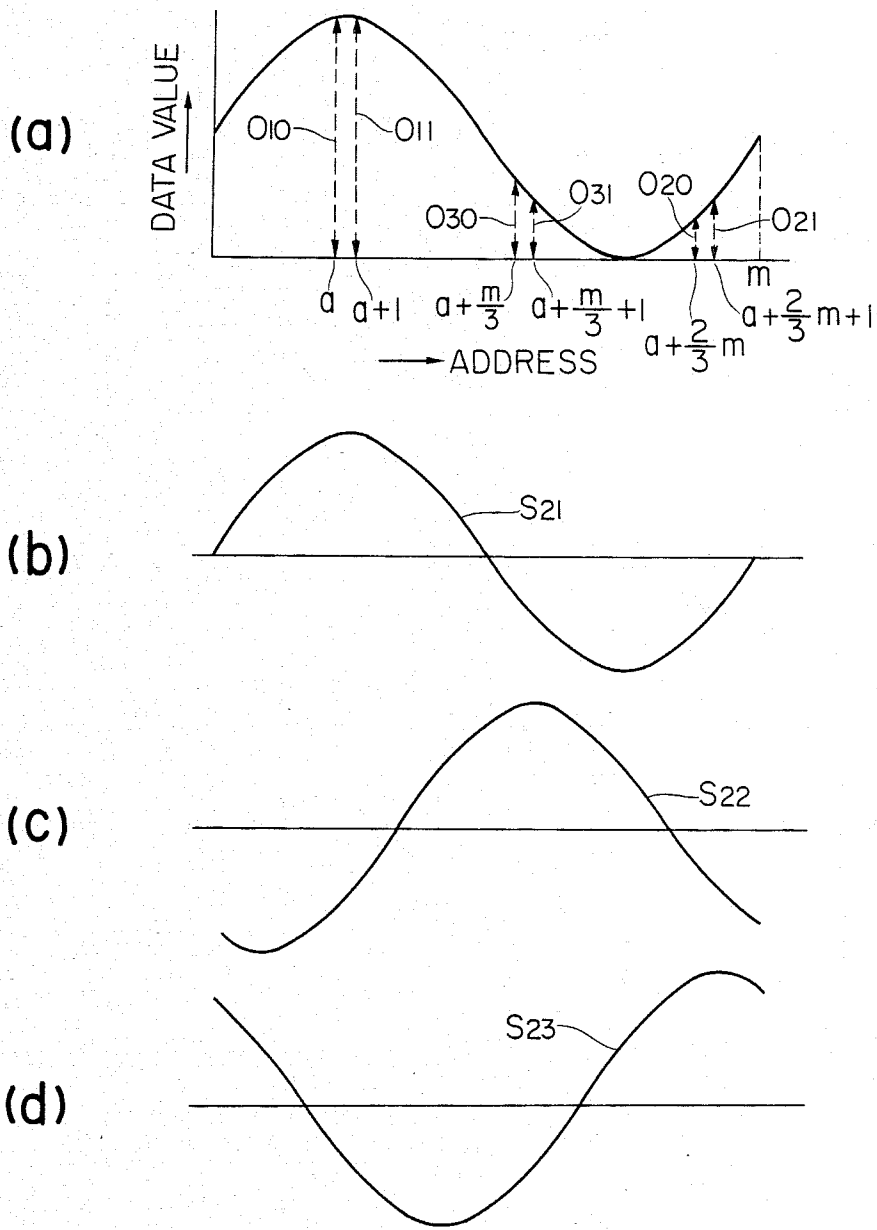 (a)
DATA VALUE
O10
O11
O30
O31
O20
O21
a
a+1
a+m/3
a+m/3+1
a+2/3m
a+2/3m+1
m
ADDRESS
(b)
S21
(c)
S22
(d)
S23